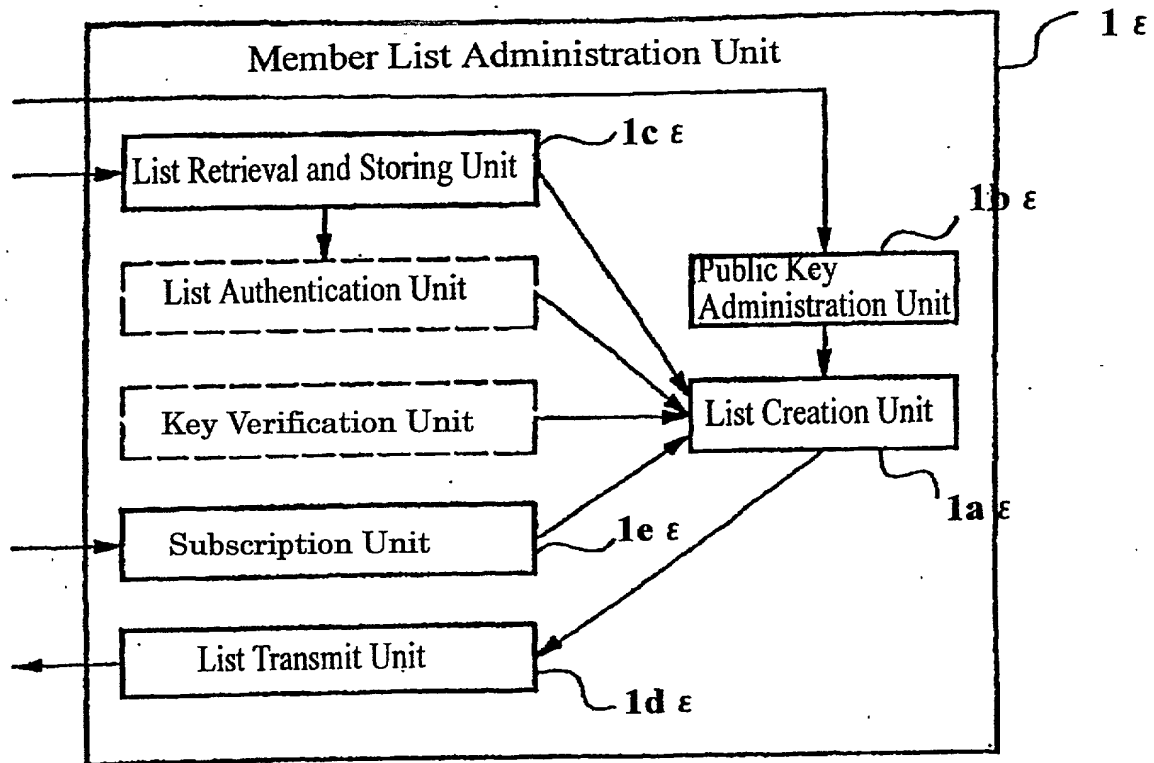 1 ε
Member List Administration Unit
1c ε
List Retrieval and Storing Unit
1b ε
List Authentication Unit
Public Key
Administration Unit
Key Verification Unit
List Creation Unit
1a ε
Subscription Unit
1e ε
List Transmit Unit
1d ε